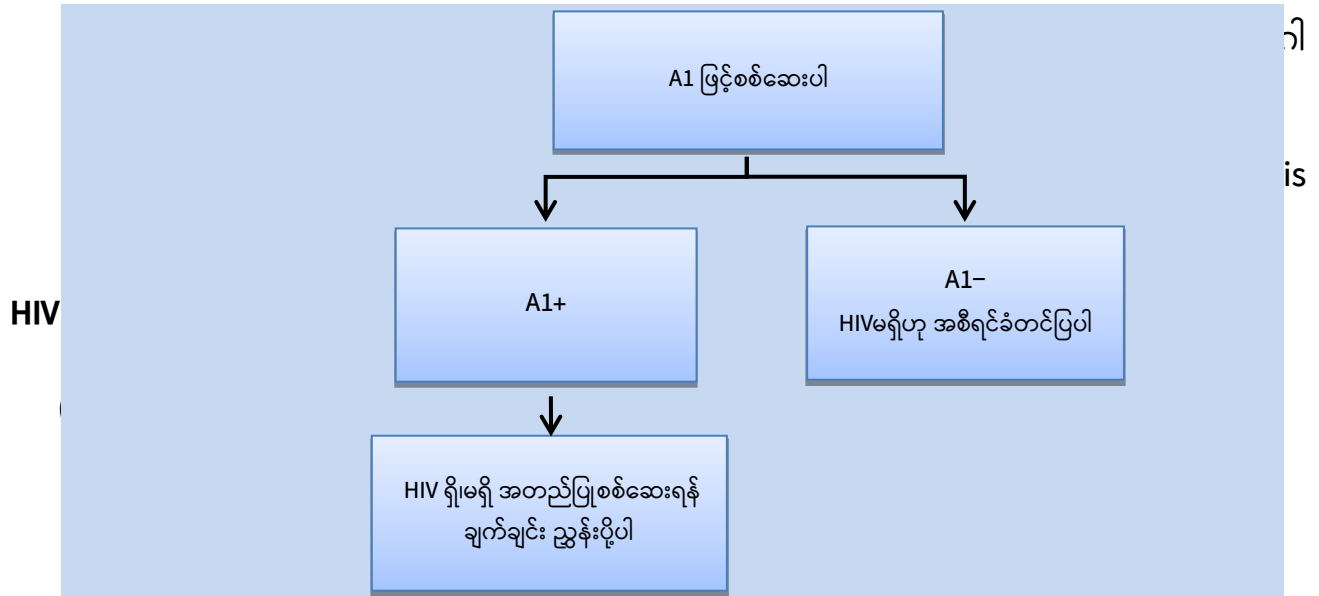 A1 ဖြင့်စစ်ဆေးပါ
is
A1+
A1–
HIVမရှိဟု အစီရင်ခံတင်ပြပါ
HIV
HIV ရှိ၊မရှိ အတည်ပြုစစ်ဆေးရန်
ချက်ချင်း ညွှန်းပို့ပါ